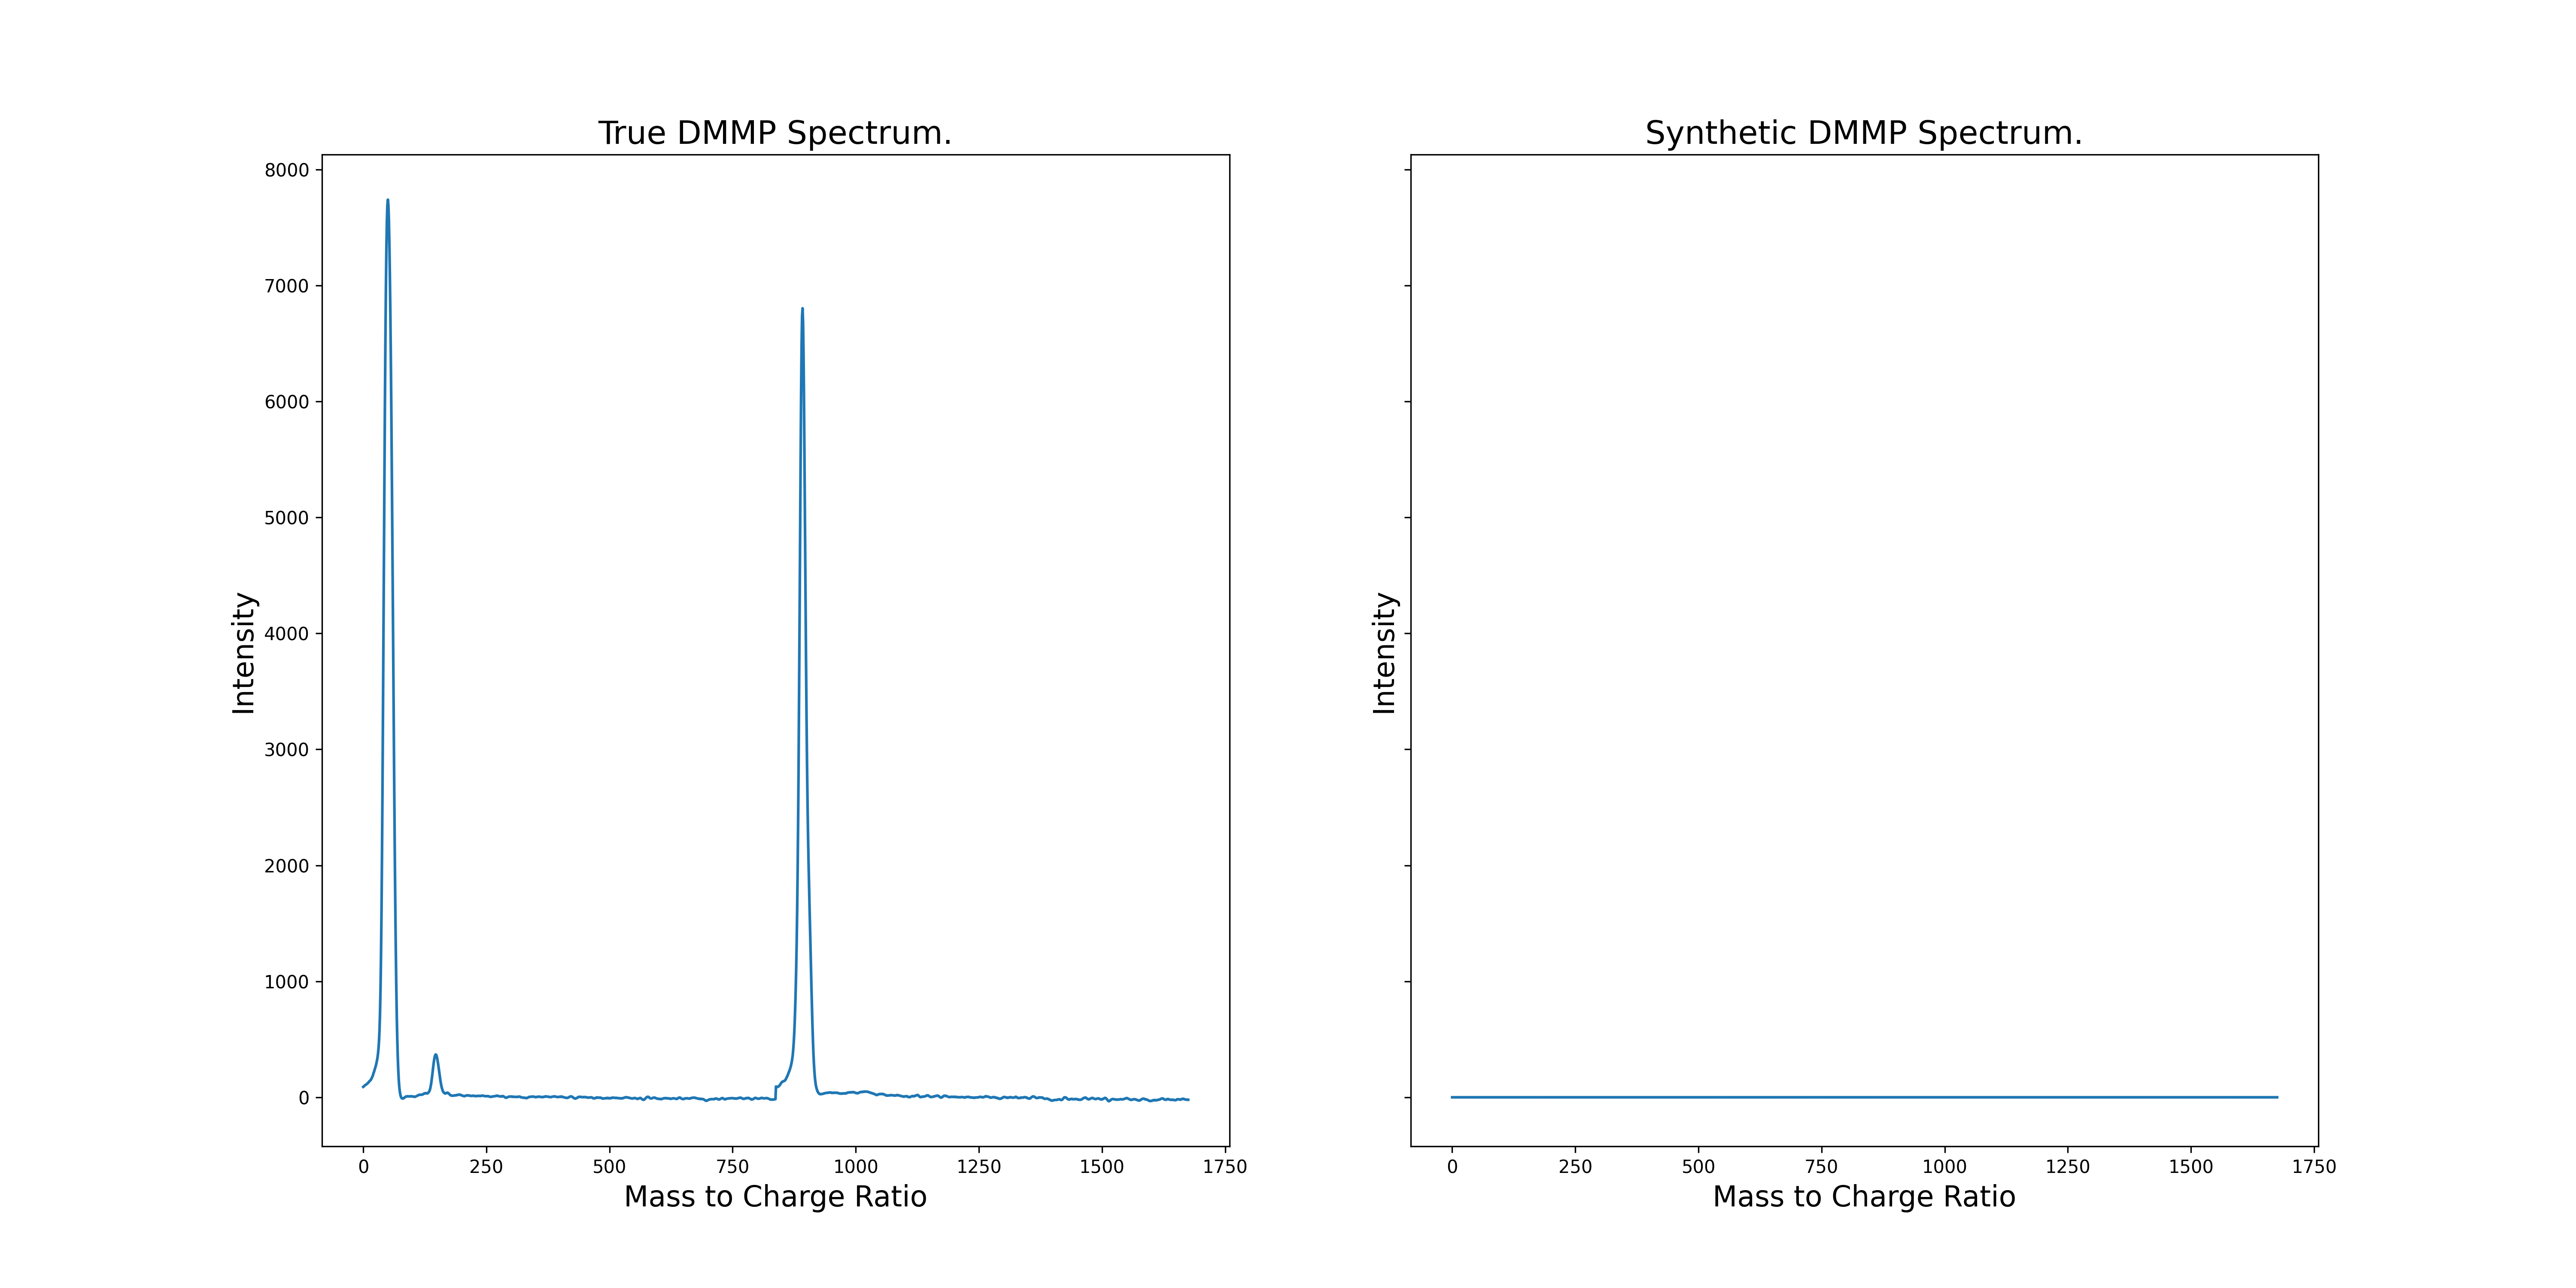 True DMMP Spectrum.
8000
7000
6000
5000
4000
3000
2000
1000
0
Intensity
0 250 500 750 1000 1250 1500 1750
Mass to Charge Ratio
Synthetic DMMP Spectrum.
Intensity
0 250 500 750 1000 1250 1500 1750
Mass to Charge Ratio